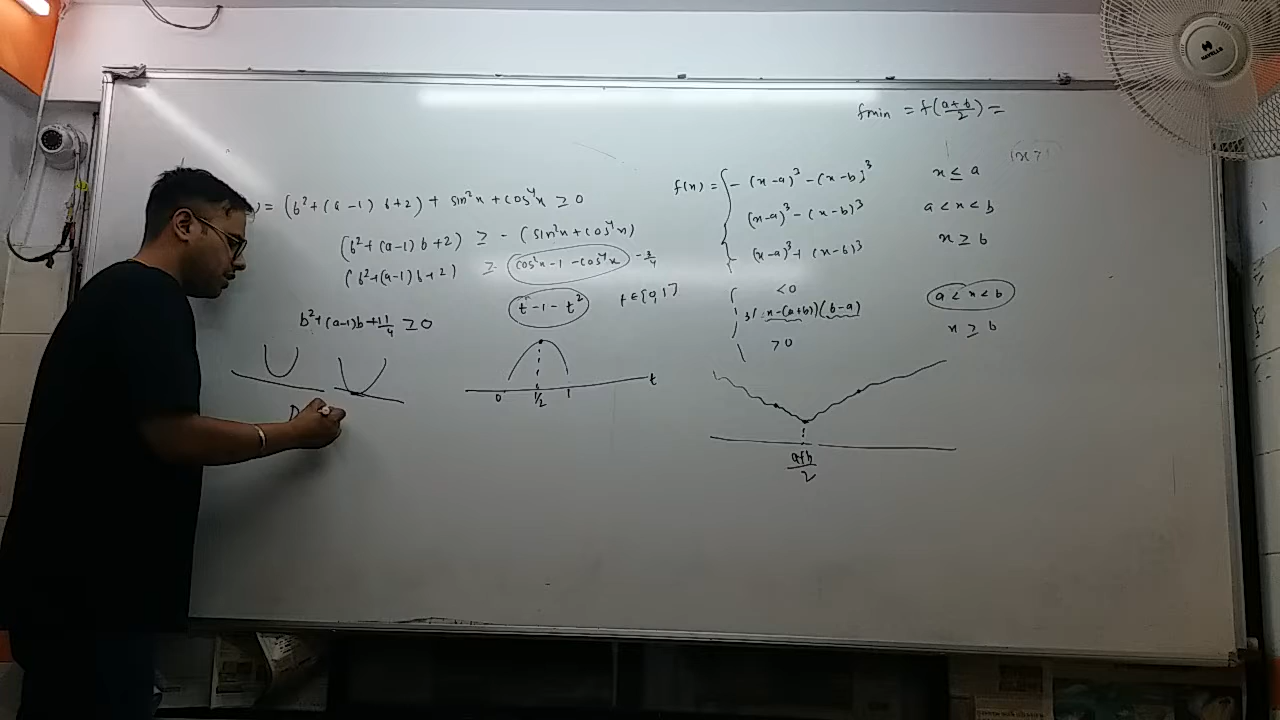 ) = (b²+(a-1) b+2) + sin²x + cos⁴x ≥ 0
(b²+(a-1) b+2) ≥ - (sin²x+cos⁴x)
(b²+(a-1)b+2) ≥ cos²x-1-cos⁴x -3/4
t-1-t² t∈[0,1]
b²+(a-1)b+11/4 ≥ 0
0 1/2 1 t
D
fmin = f(a+b/2) =
f(x) = { -(x-a)³-(x-b)³ x ≤ a
(x-a)³-(x-b)³ a<x<b
(x-a)³+(x-b)³ x ≥ b
<0
x-(a+b))(b-a) a<x<b
>0 x ≥ b
a+b/2
HAVELLS